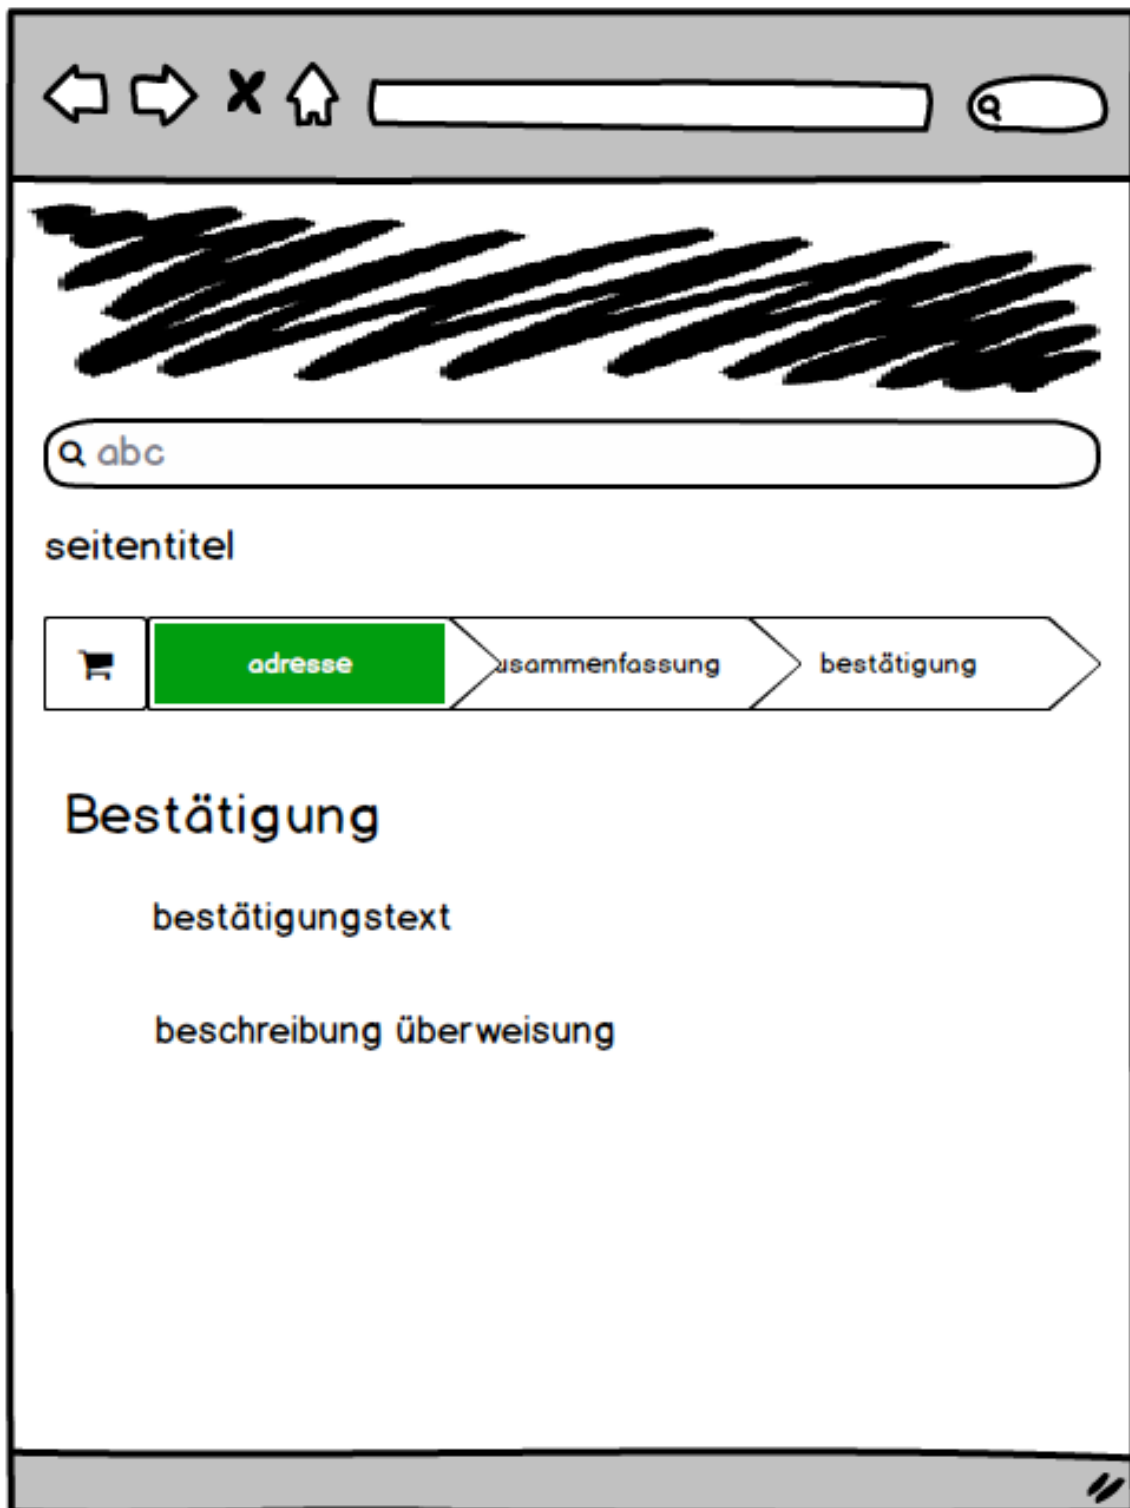 abc
seitentitel
adresse usammenfassung bestätigung
Bestätigung
bestätigungstext
beschreibung überweisung